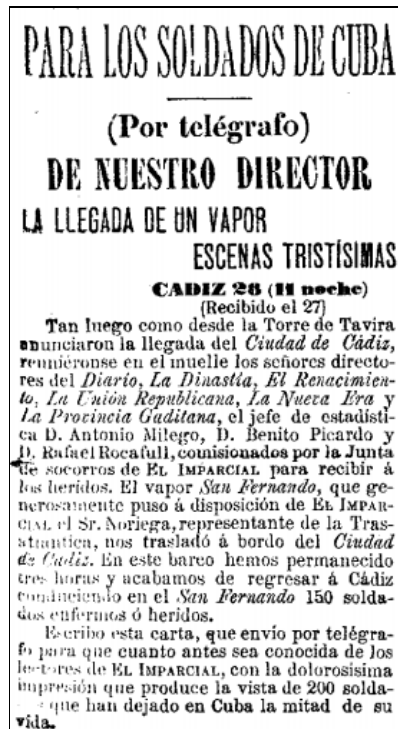 PARA LOS SOLDADOS DE CUBA
(Por telégrafo)
DE NUESTRO DIRECTOR
LA LLEGADA DE UN VAPOR
ESCENAS TRISTÍSIMAS
CADIZ 26 (11 noche)
(Recibido el 27)
Tan luego como desde la Torre de Tavira
anunciaron la llegada del Ciudad de Cádiz,
reuniéronse en el muelle los señores directo-
res del Diario, La Dinastía, El Renacimien-
to, La Unión Republicana, La Nueva Era y
La Provincia Gaditana, el jefe de estadísti-
ca D. Antonio Milego, D. Benito Picardo y
D. Rafael Rocafull, comisionados por la Junta
de socorros de EL IMPARCIAL para recibir á
los heridos. El vapor San Fernando, que ge-
nerosamente puso á disposición de EL IMPAR-
CIAL el Sr. Noriega, representante de la Tras-
atlántica, nos trasladó á bordo del Ciudad
de Cádiz. En este barco hemos permanecido
tres horas y acabamos de regresar á Cádiz
conduciendo en el San Fernando 150 solda-
dos enfermos ó heridos.
Escribo esta carta, que envío por telégra-
fo para que cuanto antes sea conocida de los
lectores de EL IMPARCIAL, con la dolorosísima
impresión que produce la vista de 200 solda-
que han dejado en Cuba la mitad de su
vida.